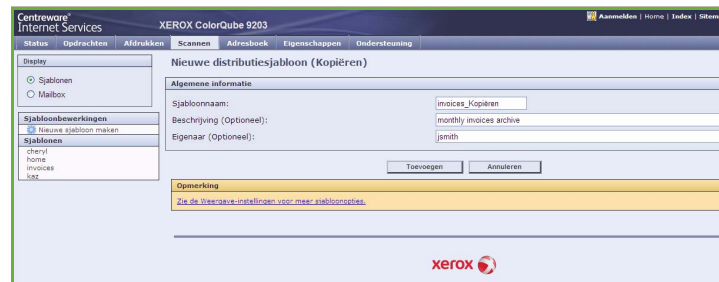 Centreware®
Internet Services
XEROX ColorQube 9203
Aanmelden | Home | Index | Sitem
Status Opdrachten Afdrukken Scannen Adresboek Eigenschappen Ondersteuning
Display
Sjablonen
Mailbox
Sjabloonbewerkingen
Nieuwe sjabloon maken
Sjablonen
cheryl
home
invoices
kaz
Nieuwe distributiesjabloon (Kopiëren)
Algemene informatie
Sjabloonnaam: invoices_Kopiëren
Beschrijving (Optioneel): monthly invoices archive
Eigenaar (Optioneel): jsmith
Toevoegen Annuleren
Opmerking
Zie de Weergave-instellingen voor meer sjabloonopties.
xerox